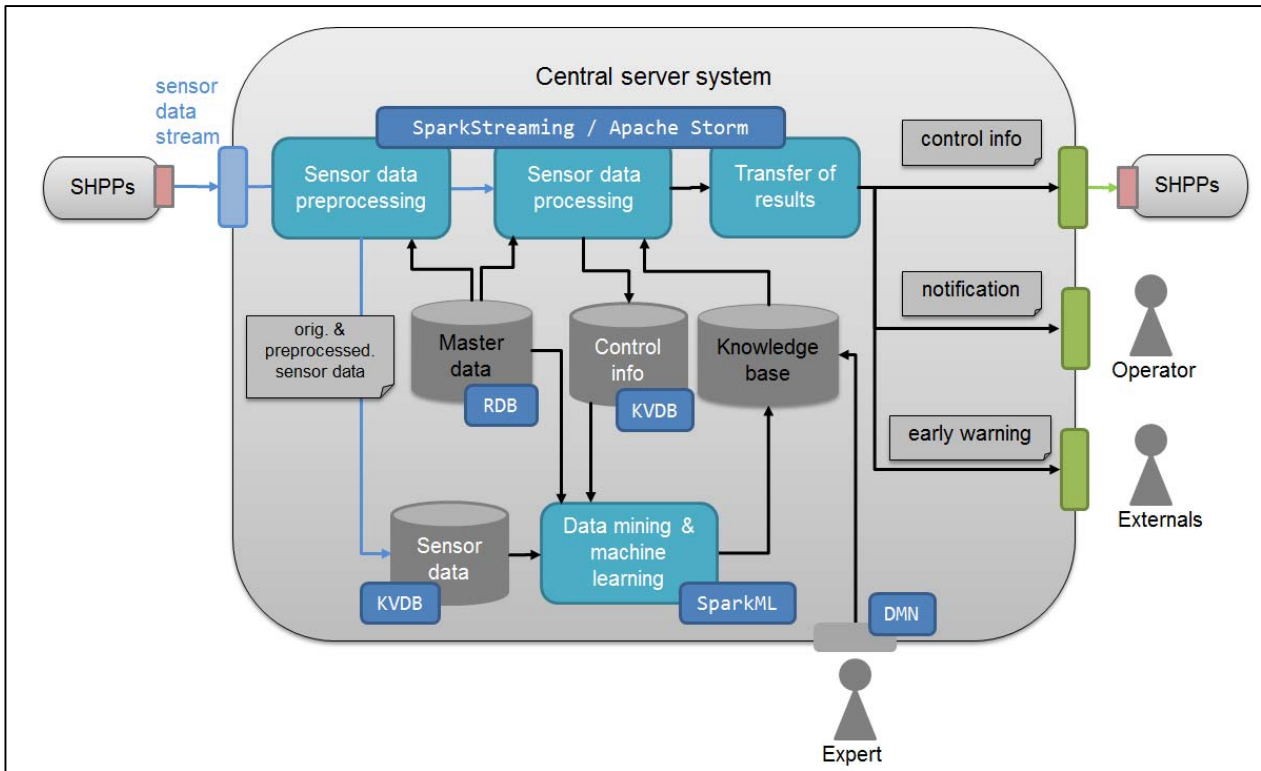 Central server system
sensor
data
stream
SparkStreaming / Apache Storm
SHPPs
Sensor data
preprocessing
Sensor data
processing
Transfer of
results
control info
SHPPs
orig. &
preprocessed.
sensor data
Master
data
RDB
Control
info
KVDB
Knowledge
base
notification
Operator
early warning
Externals
Sensor
data
KVDB
Data mining &
machine
learning
SparkML
DMN
Expert